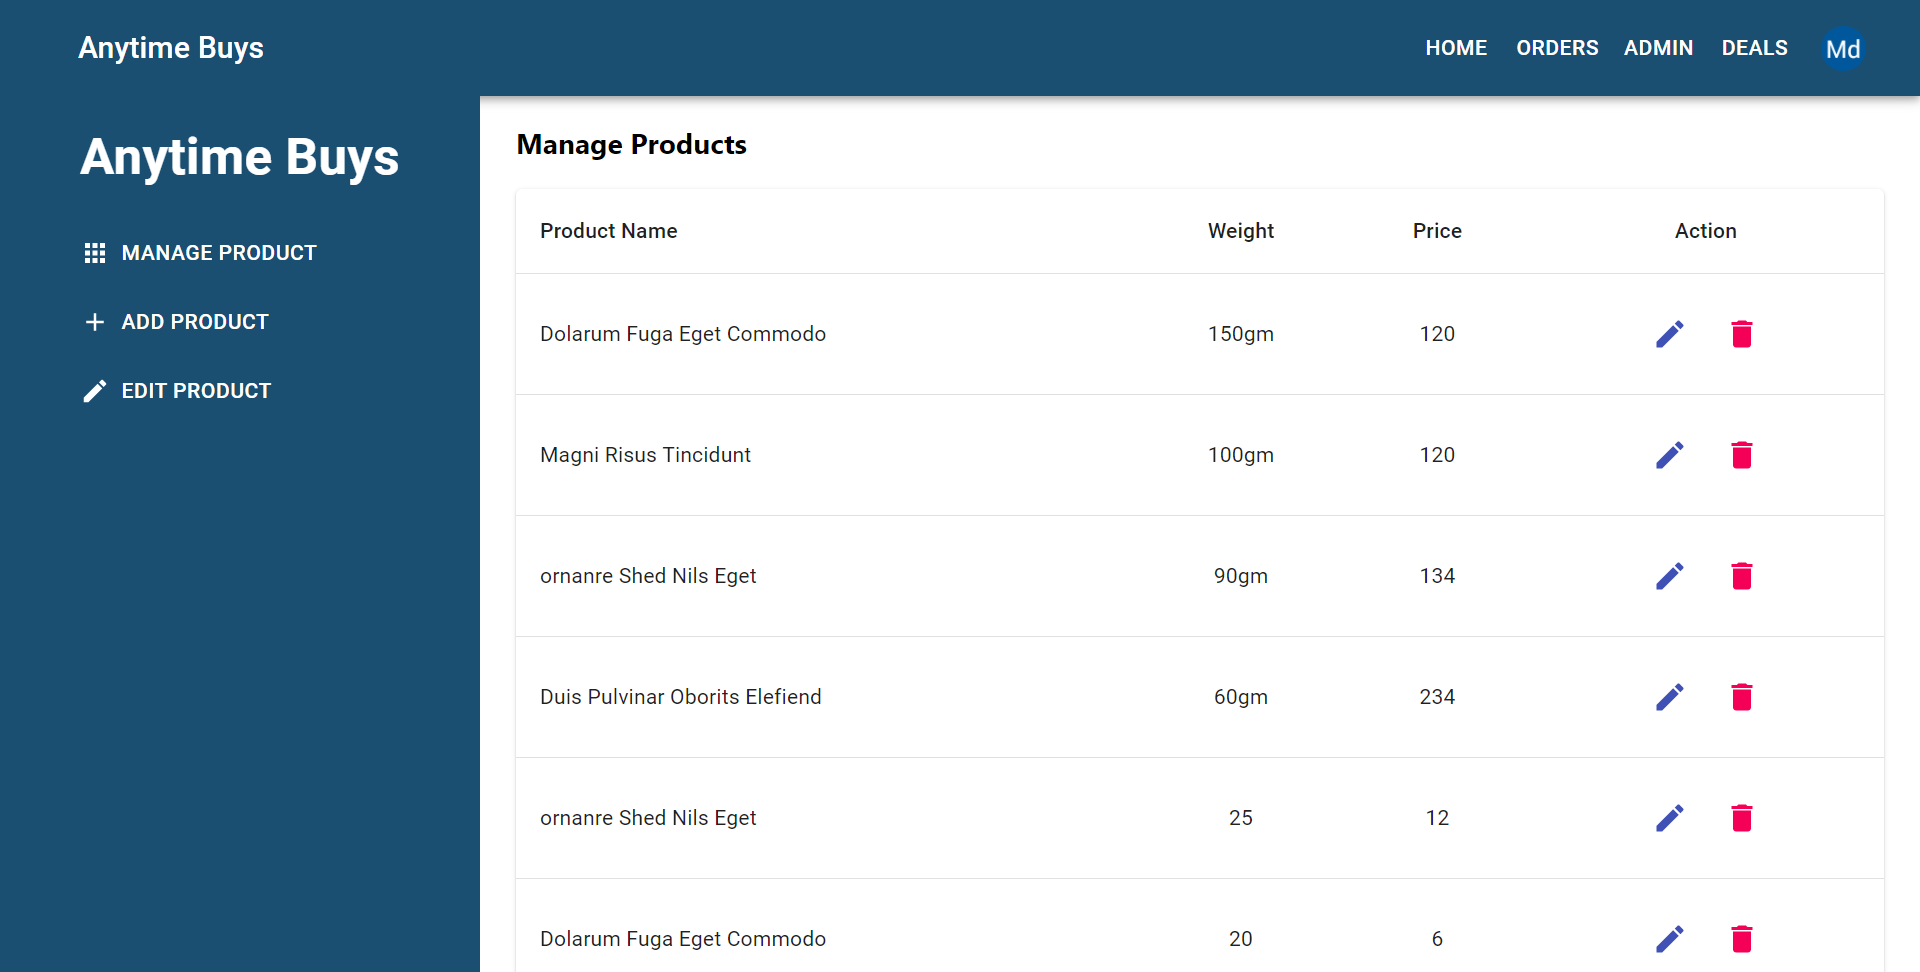 Anytime Buys HOME ORDERS ADMIN DEALS Md
Anytime Buys
MANAGE PRODUCT
ADD PRODUCT
EDIT PRODUCT
Manage Products
Product Name Weight Price Action
Dolarum Fuga Eget Commodo 150gm 120
Magni Risus Tincidunt 100gm 120
ornanre Shed Nils Eget 90gm 134
Duis Pulvinar Oborits Elefiend 60gm 234
ornanre Shed Nils Eget 25 12
Dolarum Fuga Eget Commodo 20 6